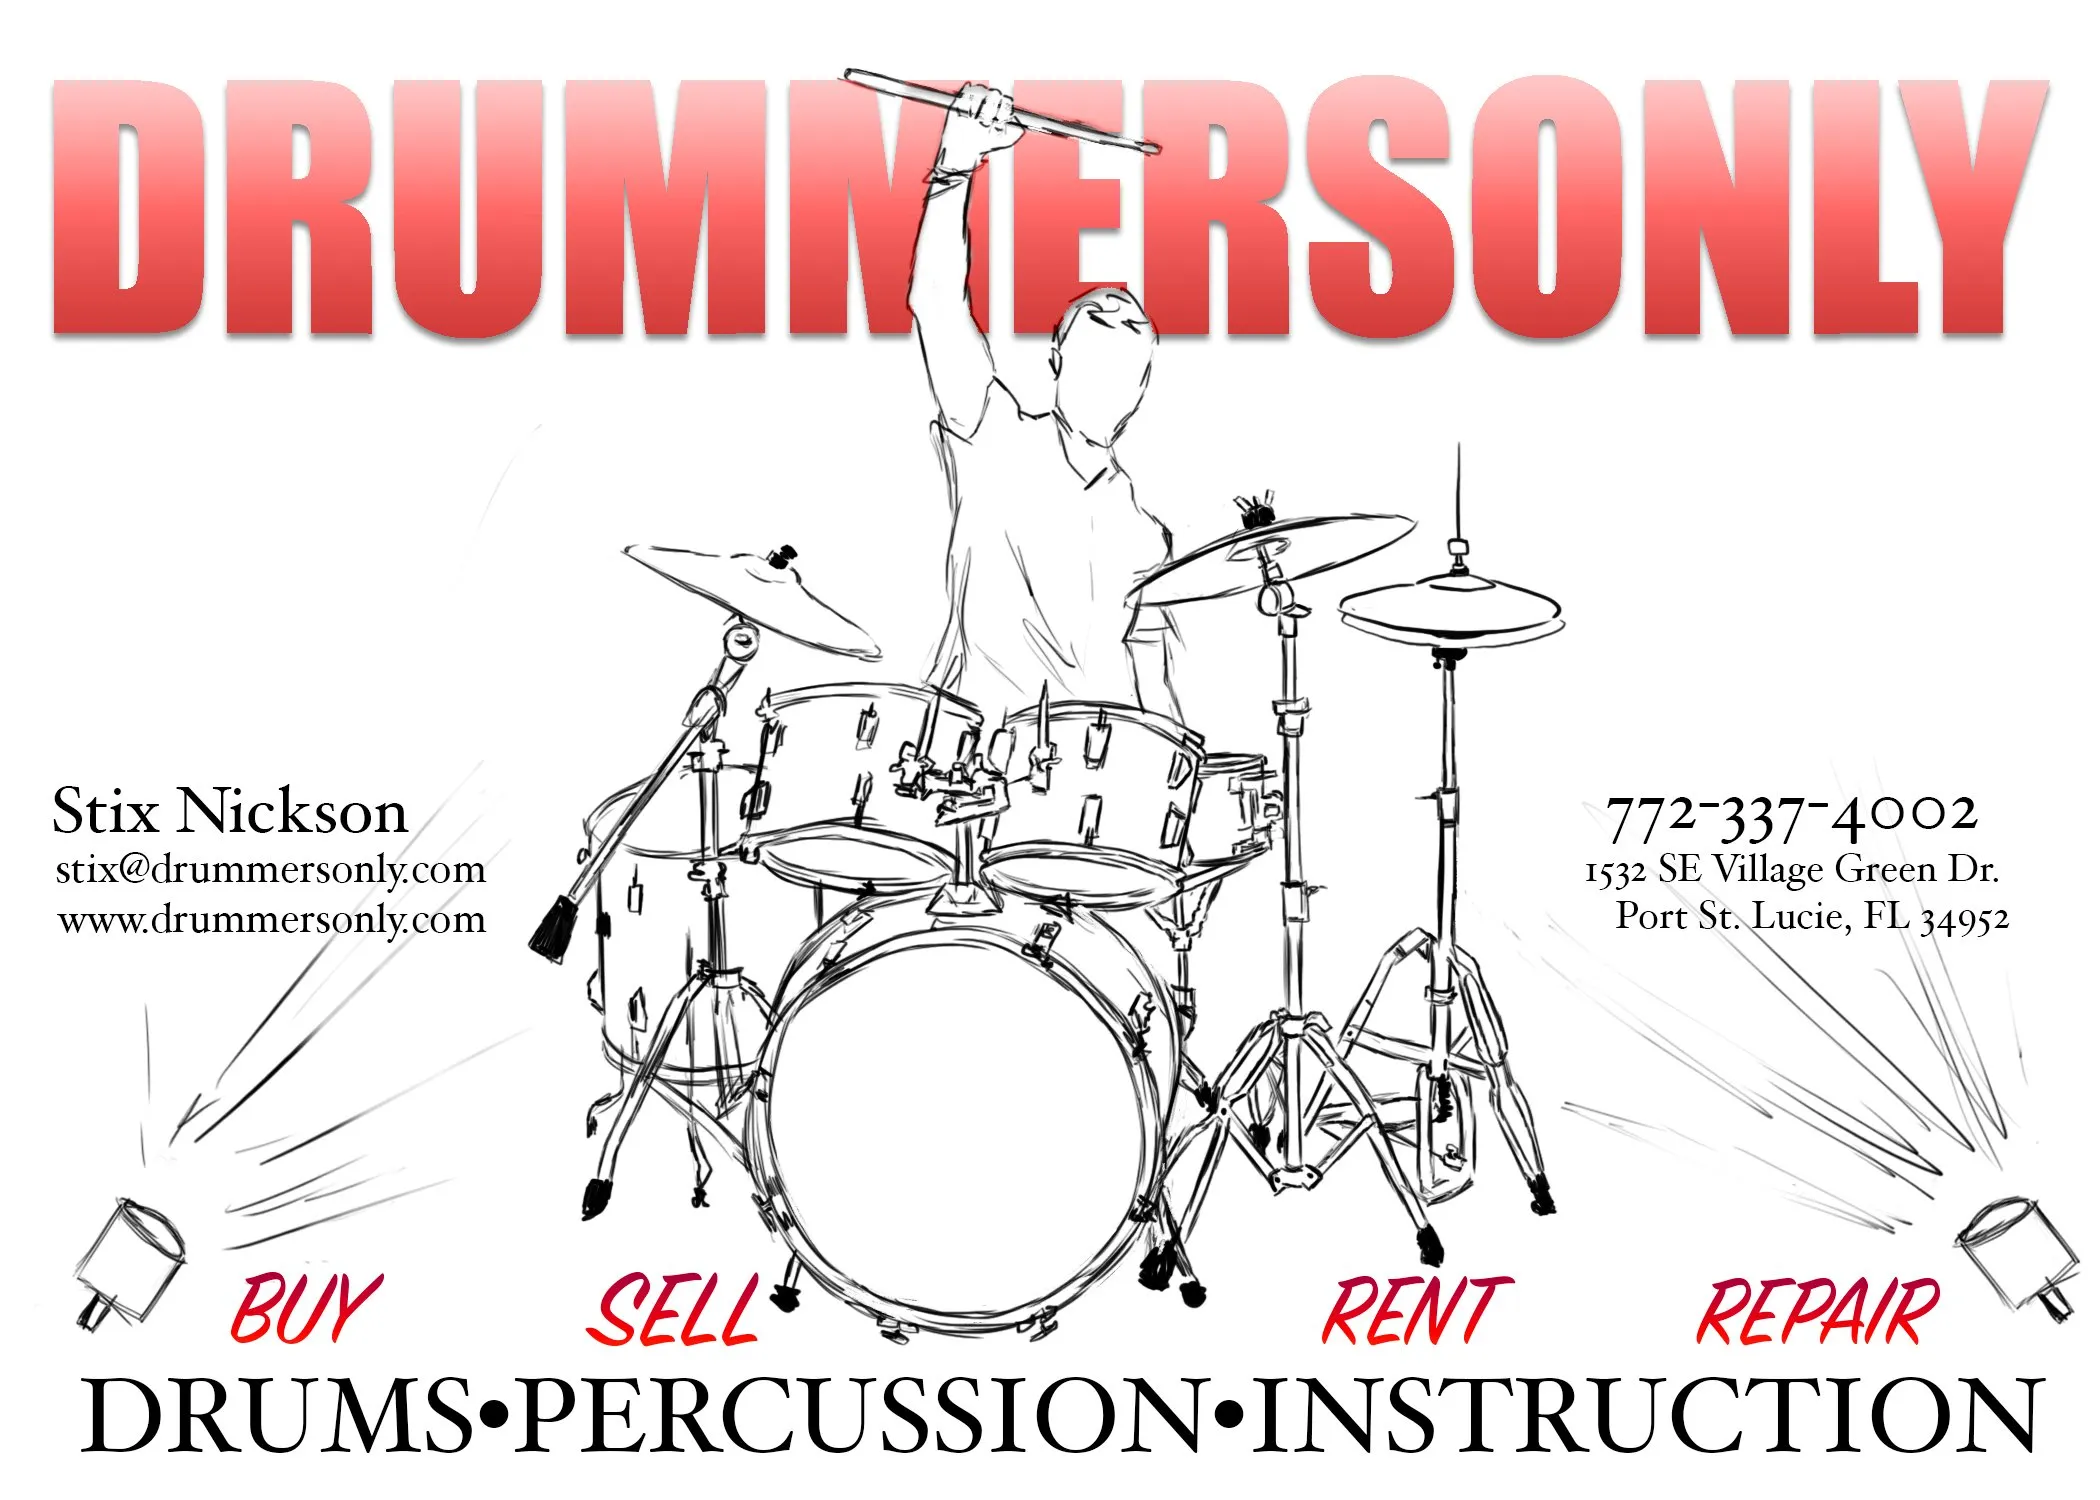 DRUMMERSONLY
Stix Nickson
stix@drummersonly.com
www.drummersonly.com
772-337-4002
1532 SE Village Green Dr.
Port St. Lucie, FL 34952
BUY SELL RENT REPAIR
DRUMS•PERCUSSION•INSTRUCTION